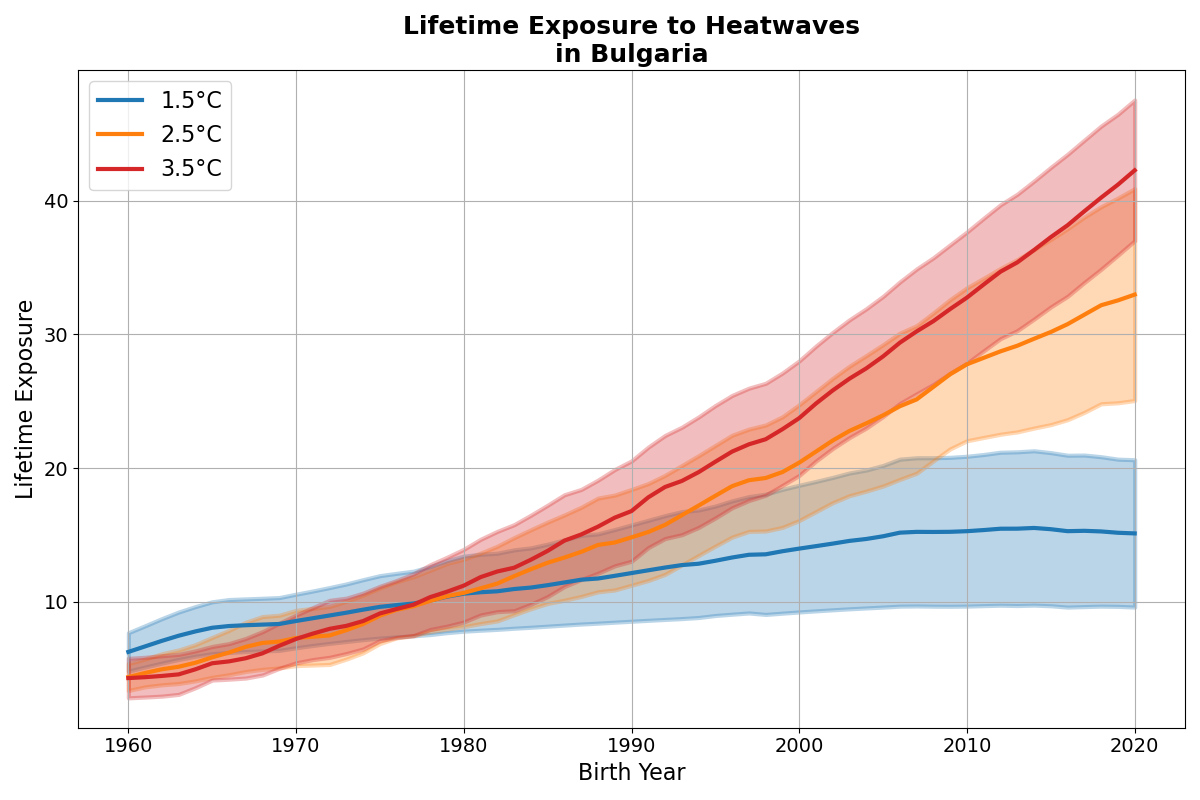 Lifetime Exposure to Heatwaves
in Bulgaria
1.5°C
2.5°C
3.5°C
Lifetime Exposure
40
30
20
10
1960 1970 1980 1990 2000 2010 2020
Birth Year